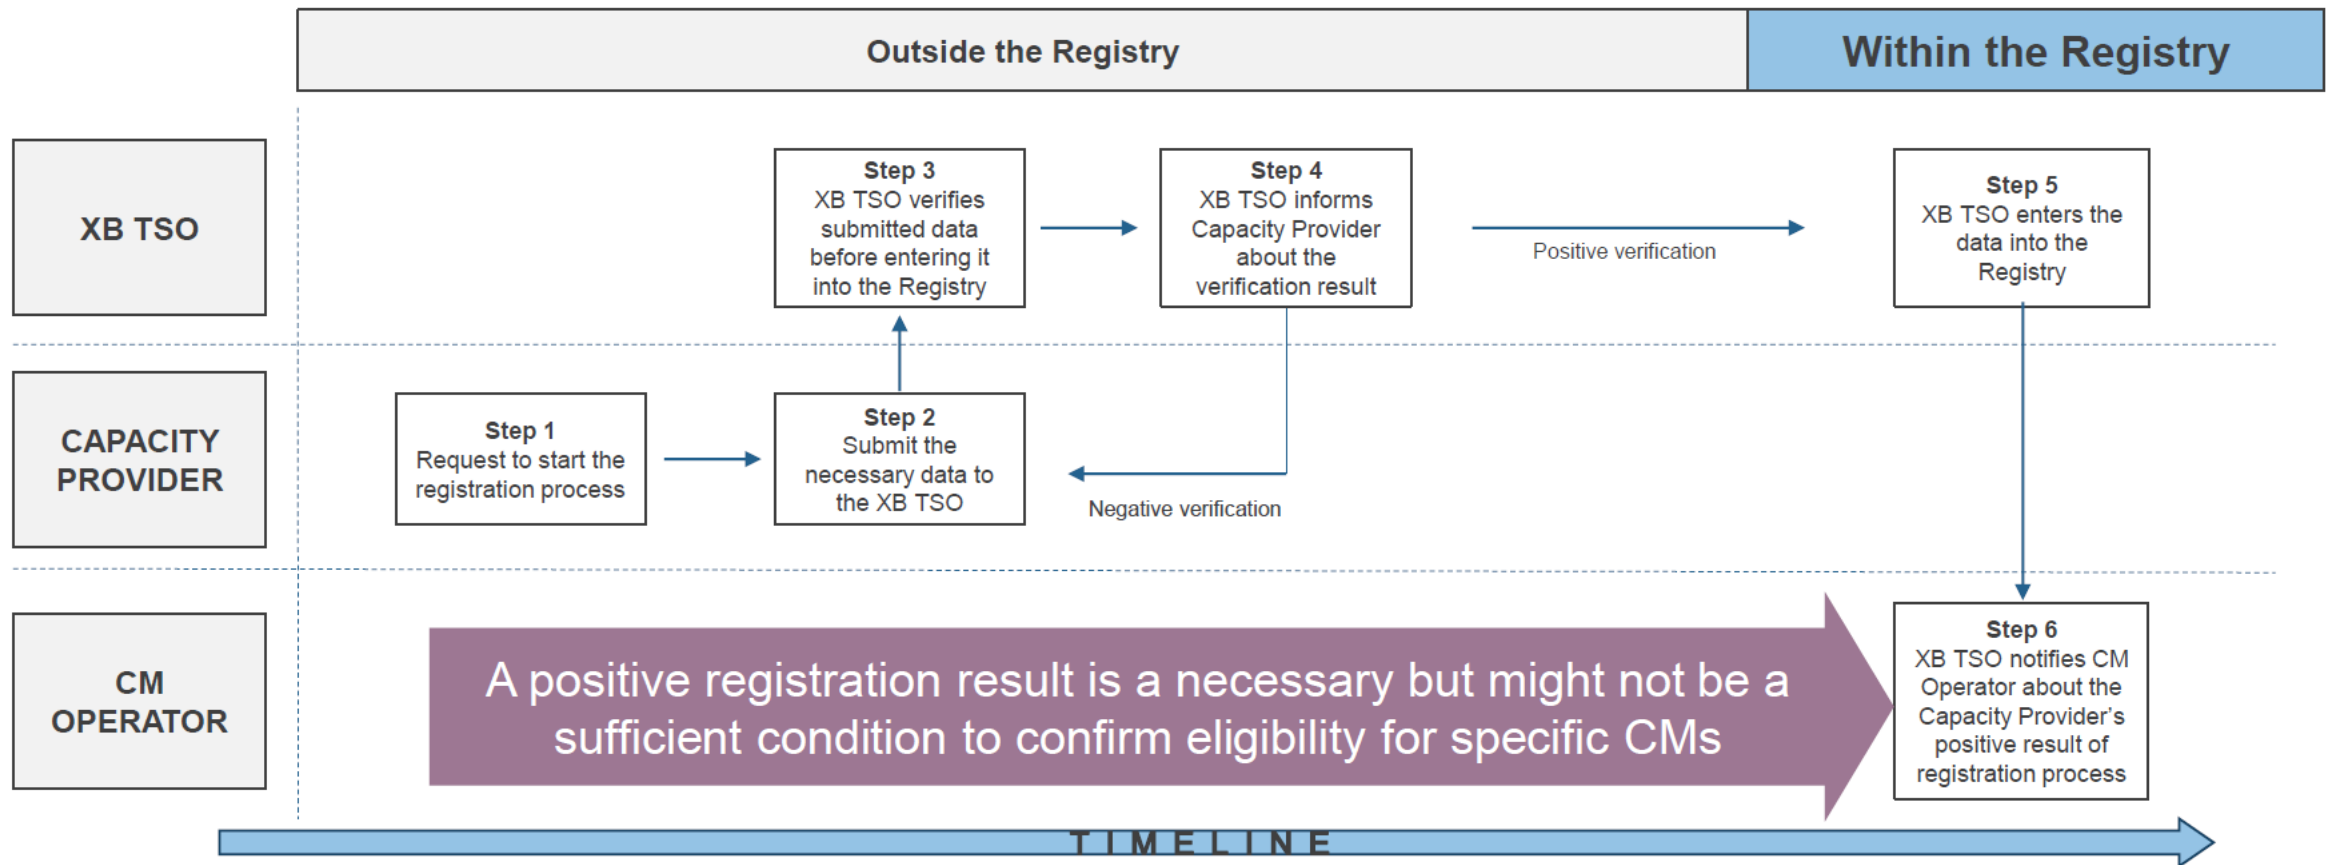 Outside the Registry
Within the Registry
XB TSO
Step 3
XB TSO verifies
submitted data
before entering it
into the Registry
Step 4
XB TSO informs
Capacity Provider
about the
verification result
Positive verification
Step 5
XB TSO enters the
data into the
Registry
CAPACITY
PROVIDER
Step 1
Request to start the
registration process
Step 2
Submit the
necessary data to
the XB TSO
Negative verification
CM
OPERATOR
A positive registration result is a necessary but might not be a
sufficient condition to confirm eligibility for specific CMs
Step 6
XB TSO notifies CM
Operator about the
Capacity Provider's
positive result of
registration process
TIMELINE